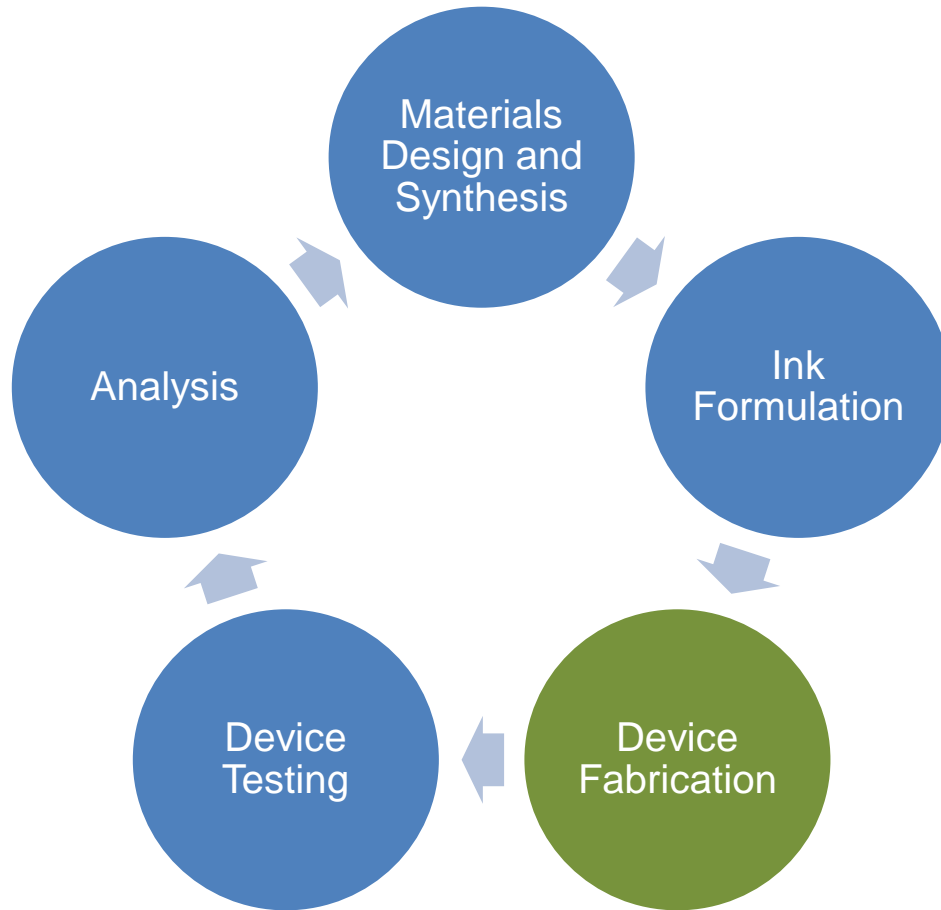 Materials
Design and
Synthesis
Ink
Formulation
Device
Fabrication
Device
Testing
Analysis